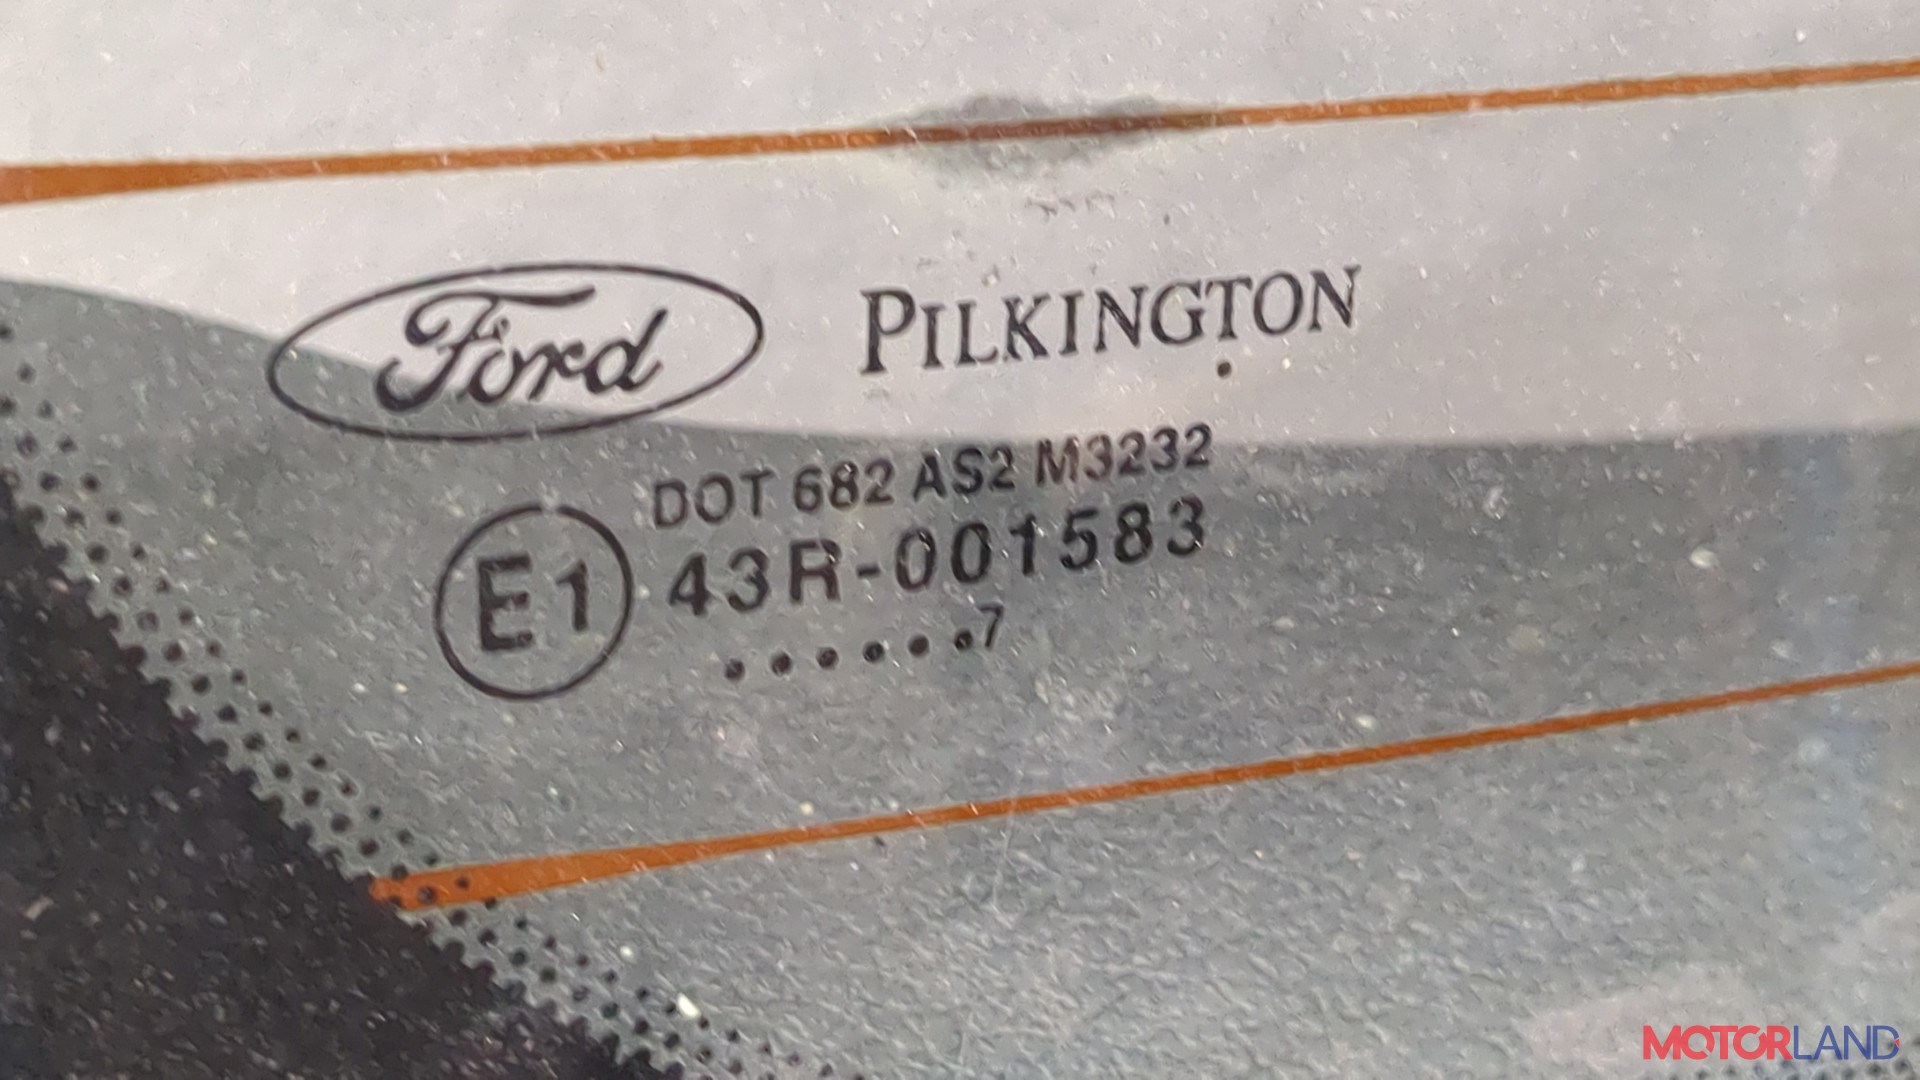 Ford PILKINGTON
DOT 682 AS2 M3232
E1 43R-001583
......7
MOTORLAND